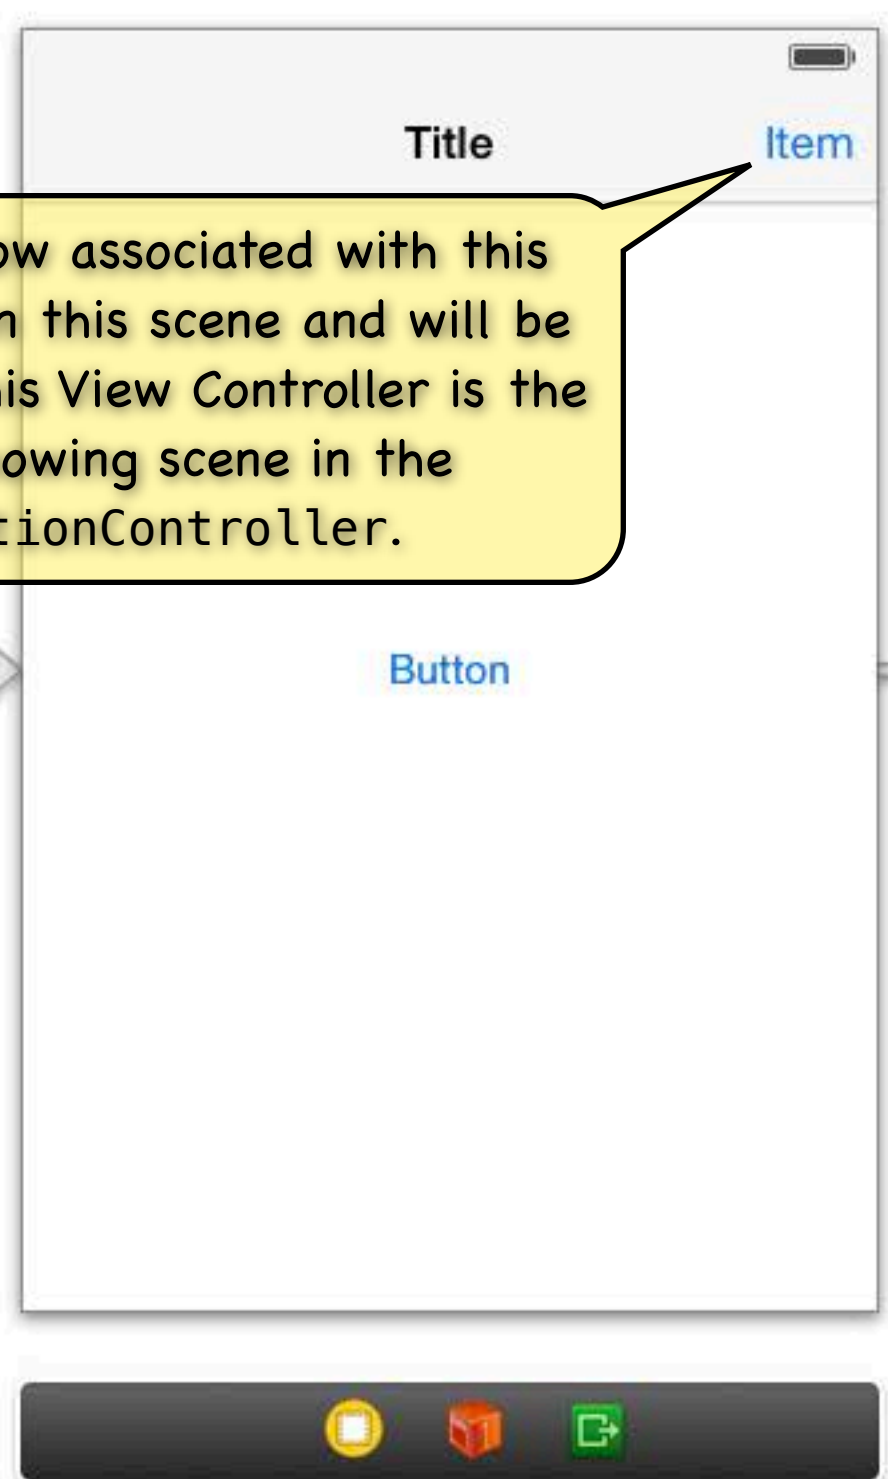 Title
Item
ow associated with this
n this scene and will be
his View Controller is the
owing scene in the
tionController.
Button